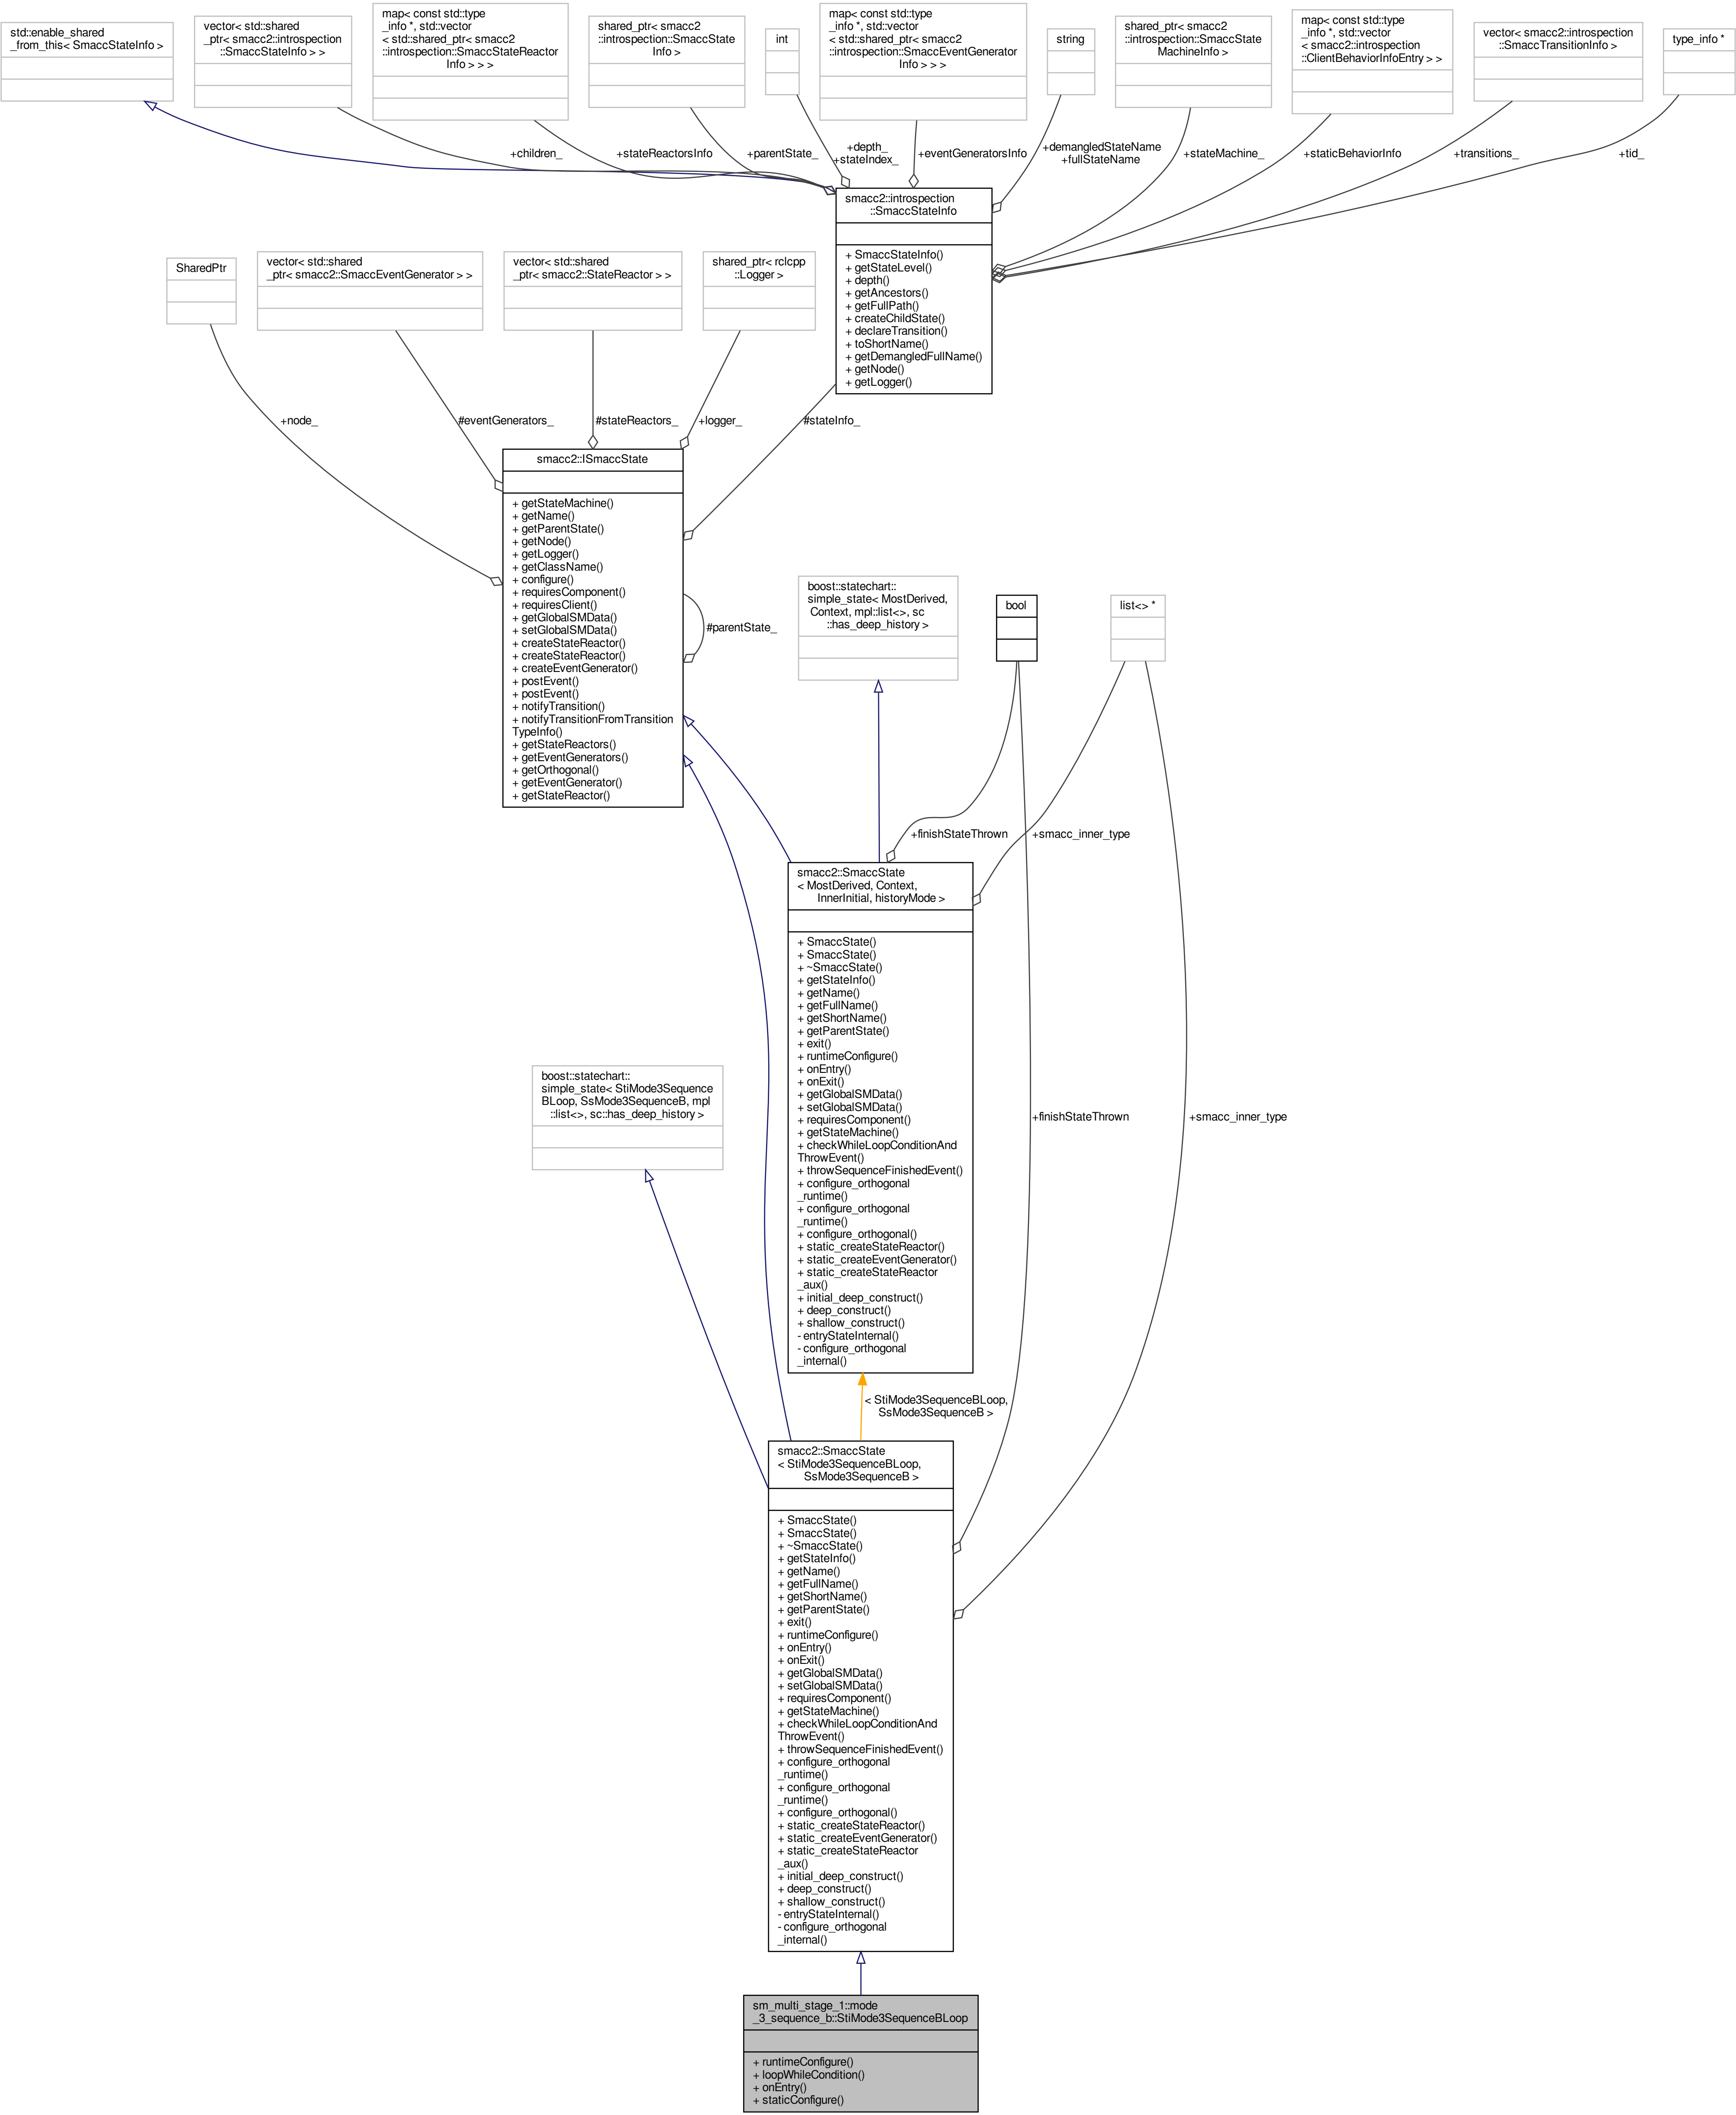 std::enable_shared
_from_this< SmaccStateInfo >
vector< std::shared
_ptr< smacc2::introspection
::SmaccStateInfo > >
map< const std::type
_info *, std::vector
< std::shared_ptr< smacc2
::introspection::SmaccStateReactor
Info > > >
shared_ptr< smacc2
::introspection::SmaccState
Info >
int
map< const std::type
_info *, std::vector
< std::shared_ptr< smacc2
::introspection::SmaccEventGenerator
Info > > >
string
shared_ptr< smacc2
::introspection::SmaccState
MachineInfo >
map< const std::type
_info *, std::vector
< smacc2::introspection
::ClientBehaviorInfoEntry > >
vector< smacc2::introspection
::SmaccTransitionInfo >
type_info *
+children_
+stateReactorsInfo
+parentState_
+depth_
+stateIndex_
+eventGeneratorsInfo
+demangledStateName
+fullStateName
+stateMachine_
+staticBehaviorInfo
+transitions_
+tid_
smacc2::introspection
::SmaccStateInfo
+ SmaccStateInfo()
+ getStateLevel()
+ depth()
+ getAncestors()
+ getFullPath()
+ createChildState()
+ declareTransition()
+ toShortName()
+ getDemangledFullName()
+ getNode()
+ getLogger()
SharedPtr
vector< std::shared
_ptr< smacc2::SmaccEventGenerator > >
vector< std::shared
_ptr< smacc2::StateReactor > >
shared_ptr< rclcpp
::Logger >
+node_
#eventGenerators_
#stateReactors_
+logger_
#stateInfo_
smacc2::ISmaccState
+ getStateMachine()
+ getName()
+ getParentState()
+ getNode()
+ getLogger()
+ getClassName()
+ configure()
+ requiresComponent()
+ requiresClient()
+ getGlobalSMData()
+ setGlobalSMData()
+ createStateReactor()
+ createStateReactor()
+ createEventGenerator()
+ postEvent()
+ postEvent()
+ notifyTransition()
+ notifyTransitionFromTransition
TypeInfo()
+ getStateReactors()
+ getEventGenerators()
+ getOrthogonal()
+ getEventGenerator()
+ getStateReactor()
#parentState_
boost::statechart::
simple_state< MostDerived,
Context, mpl::list<>, sc
::has_deep_history >
bool
list<> *
+finishStateThrown
+smacc_inner_type
smacc2::SmaccState
< MostDerived, Context,
InnerInitial, historyMode >
+ SmaccState()
+ SmaccState()
+ ~SmaccState()
+ getStateInfo()
+ getName()
+ getFullName()
+ getShortName()
+ getParentState()
+ exit()
+ runtimeConfigure()
+ onEntry()
+ onExit()
+ getGlobalSMData()
+ setGlobalSMData()
+ requiresComponent()
+ getStateMachine()
+ checkWhileLoopConditionAnd
ThrowEvent()
+ throwSequenceFinishedEvent()
+ configure_orthogonal
_runtime()
+ configure_orthogonal
_runtime()
+ configure_orthogonal()
+ static_createStateReactor()
+ static_createEventGenerator()
+ static_createStateReactor
_aux()
+ initial_deep_construct()
+ deep_construct()
+ shallow_construct()
- entryStateInternal()
- configure_orthogonal
_internal()
boost::statechart::
simple_state< StiMode3Sequence
BLoop, SsMode3SequenceB, mpl
::list<>, sc::has_deep_history >
+finishStateThrown
+smacc_inner_type
< StiMode3SequenceBLoop,
SsMode3SequenceB >
smacc2::SmaccState
< StiMode3SequenceBLoop,
SsMode3SequenceB >
+ SmaccState()
+ SmaccState()
+ ~SmaccState()
+ getStateInfo()
+ getName()
+ getFullName()
+ getShortName()
+ getParentState()
+ exit()
+ runtimeConfigure()
+ onEntry()
+ onExit()
+ getGlobalSMData()
+ setGlobalSMData()
+ requiresComponent()
+ getStateMachine()
+ checkWhileLoopConditionAnd
ThrowEvent()
+ throwSequenceFinishedEvent()
+ configure_orthogonal
_runtime()
+ configure_orthogonal
_runtime()
+ configure_orthogonal()
+ static_createStateReactor()
+ static_createEventGenerator()
+ static_createStateReactor
_aux()
+ initial_deep_construct()
+ deep_construct()
+ shallow_construct()
- entryStateInternal()
- configure_orthogonal
_internal()
sm_multi_stage_1::mode
_3_sequence_b::StiMode3SequenceBLoop
+ runtimeConfigure()
+ loopWhileCondition()
+ onEntry()
+ staticConfigure()